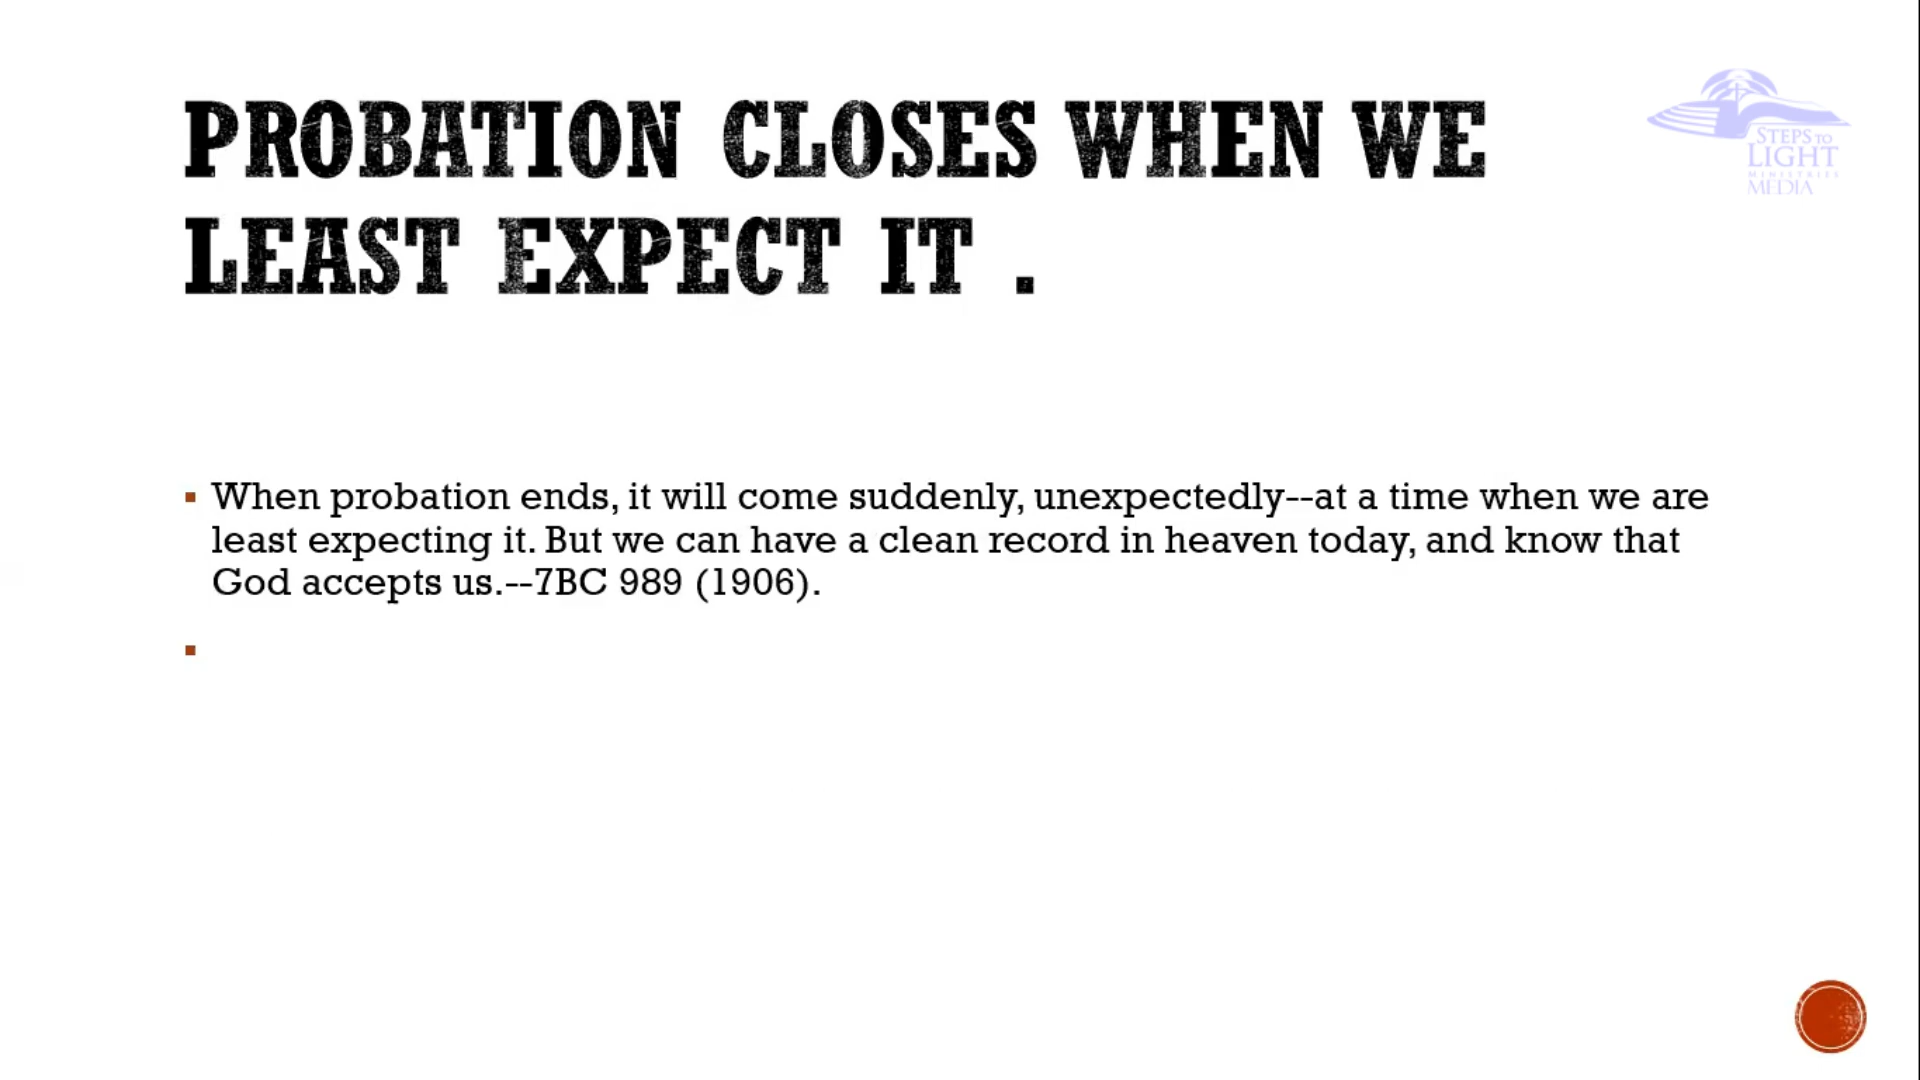 PROBATION CLOSES WHEN WE
LEAST EXPECT IT .
STEPS TO
LIGHT
MINISTRIES
MEDIA
When probation ends, it will come suddenly, unexpectedly--at a time when we are
least expecting it. But we can have a clean record in heaven today, and know that
God accepts us.--7BC 989 (1906).